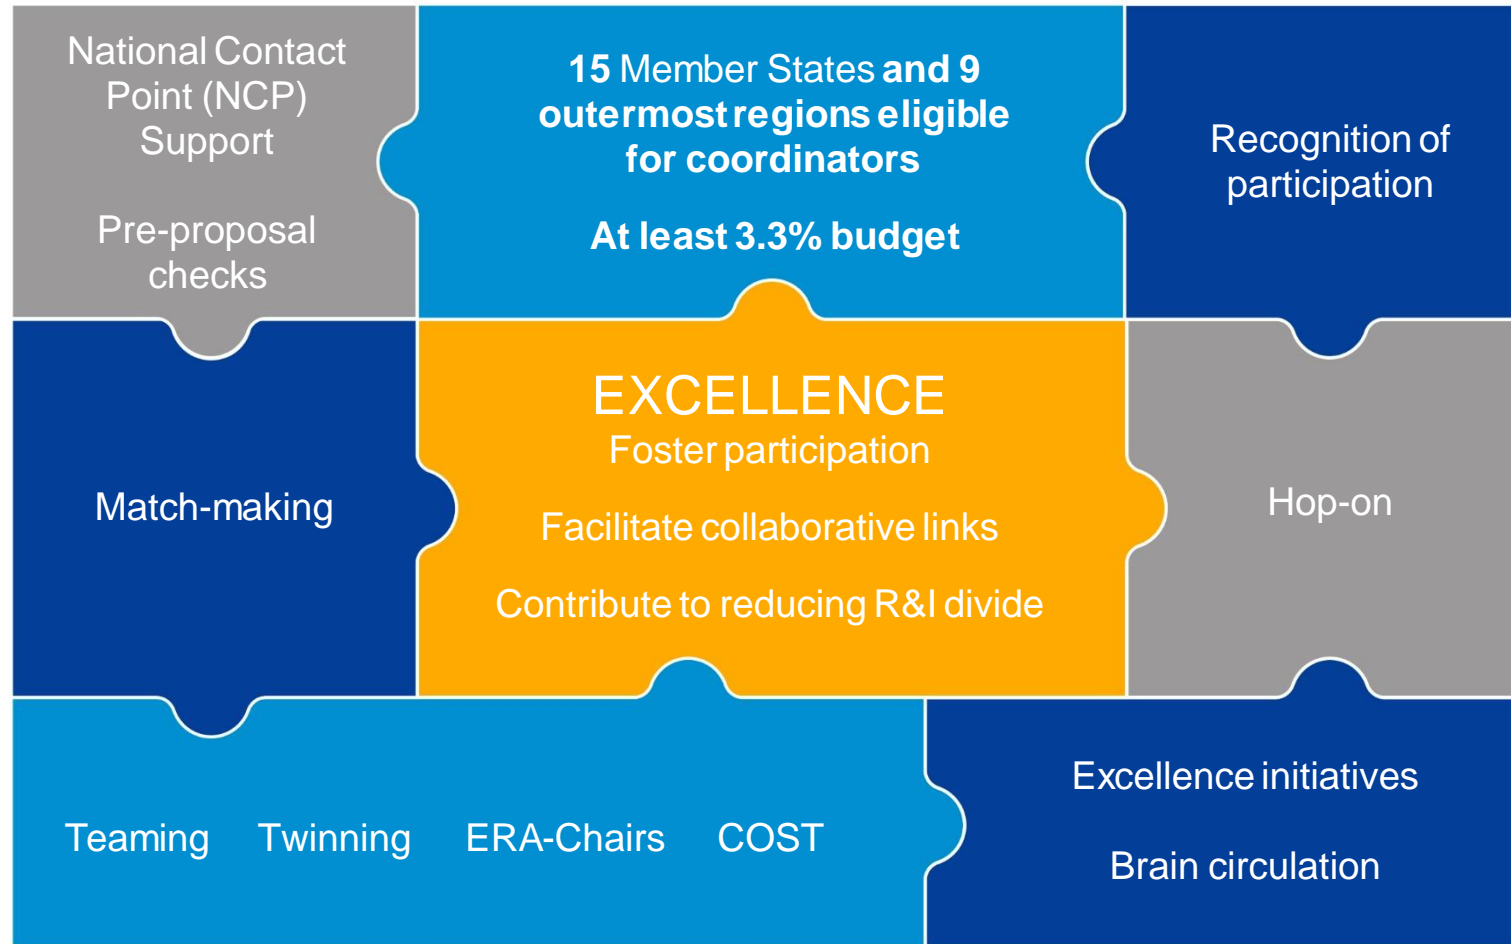 National Contact
Point (NCP)
Support
Pre-proposal
checks
15 Member States and 9
outermost regions eligible
for coordinators
At least 3.3% budget
Recognition of
participation
Match-making
EXCELLENCE
Foster participation
Facilitate collaborative links
Contribute to reducing R&I divide
Hop-on
Teaming Twinning ERA-Chairs COST
Excellence initiatives
Brain circulation